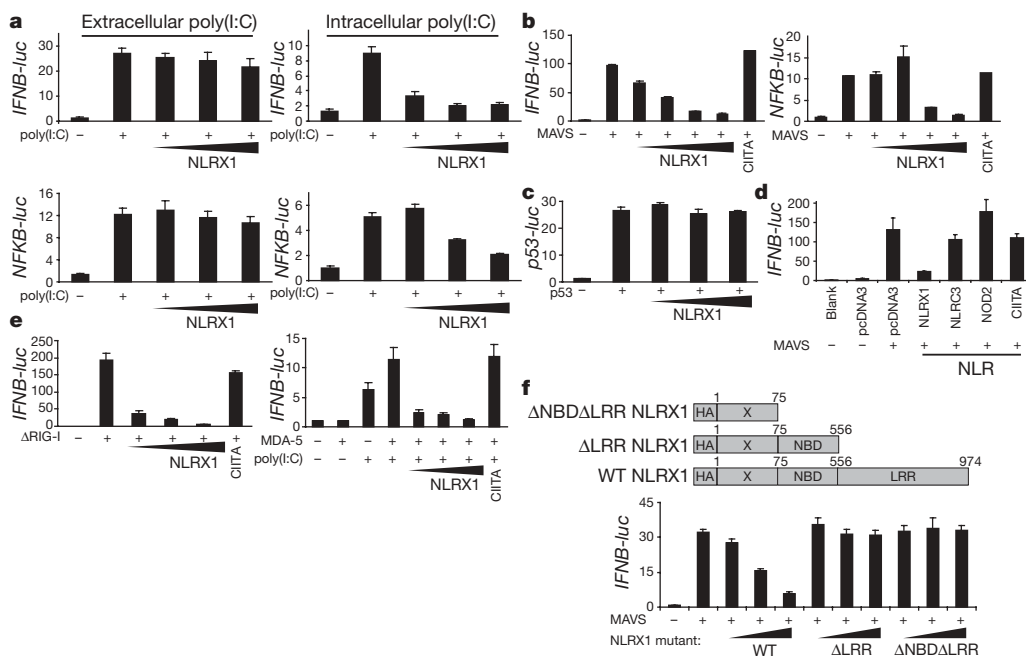 a
Extracellular poly(I:C)
IFNB-luc
30
20
10
0
poly(I:C) – + + + +
NLRX1
Intracellular poly(I:C)
IFNB-luc
10
8
6
4
2
0
poly(I:C) – + + + +
NLRX1
NFKB-luc
16
12
8
4
0
poly(I:C) – + + + +
NLRX1
NFKB-luc
6
4
2
0
poly(I:C) – + + + +
NLRX1
b
IFNB-luc
150
100
50
0
MAVS – + + + + + +
NLRX1
CIITA
NFKB-luc
20
15
10
5
0
MAVS – + + + + + +
NLRX1
CIITA
c
p53-luc
30
20
10
0
p53 – + + + +
NLRX1
d
IFNB-luc
200
150
100
50
0
Blank
pcDNA3
pcDNA3
NLRX1
NLRC3
NOD2
CIITA
MAVS – – + + + + +
NLR
e
IFNB-luc
250
200
150
100
50
0
ΔRIG-I – + + + + +
NLRX1
CIITA
IFNB-luc
15
10
5
0
MDA-5 – + – + + + + +
poly(I:C) – – + + + + + +
NLRX1
CIITA
f
1 75
ΔNBDΔLRR NLRX1 HA X
1 75 556
ΔLRR NLRX1 HA X NBD
1 75 556 974
WT NLRX1 HA X NBD LRR
IFNB-luc
45
30
15
0
MAVS – + + + + + + + + + +
NLRX1 mutant:
WT ΔLRR ΔNBDΔLRR